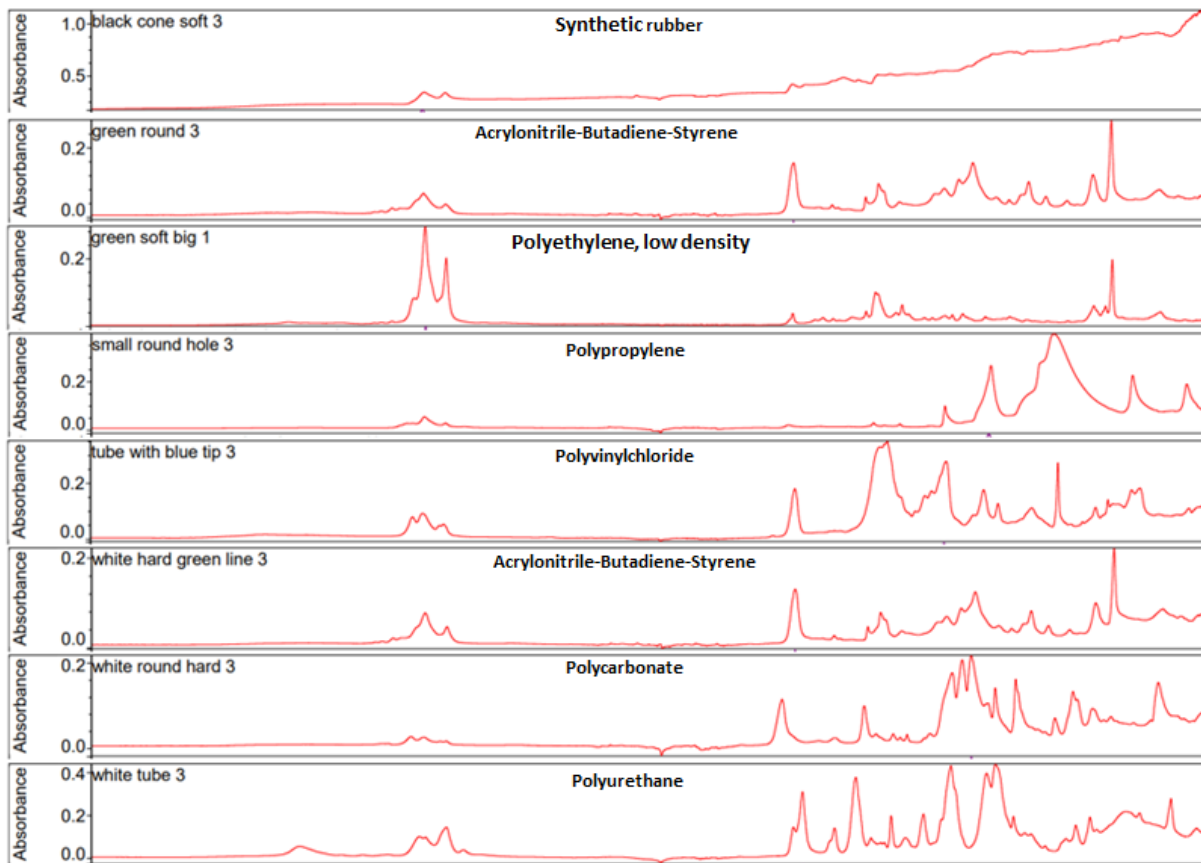 Absorbance
1.0
0.5
black cone soft 3
Synthetic rubber
Absorbance
0.2
0.0
green round 3
Acrylonitrile-Butadiene-Styrene
Absorbance
0.2
green soft big 1
Polyethylene, low density
Absorbance
0.2
0.0
small round hole 3
Polypropylene
Absorbance
0.2
0.0
tube with blue tip 3
Polyvinylchloride
Absorbance
0.2
0.0
white hard green line 3
Acrylonitrile-Butadiene-Styrene
Absorbance
0.2
0.0
white round hard 3
Polycarbonate
Absorbance
0.4
0.2
0.0
white tube 3
Polyurethane